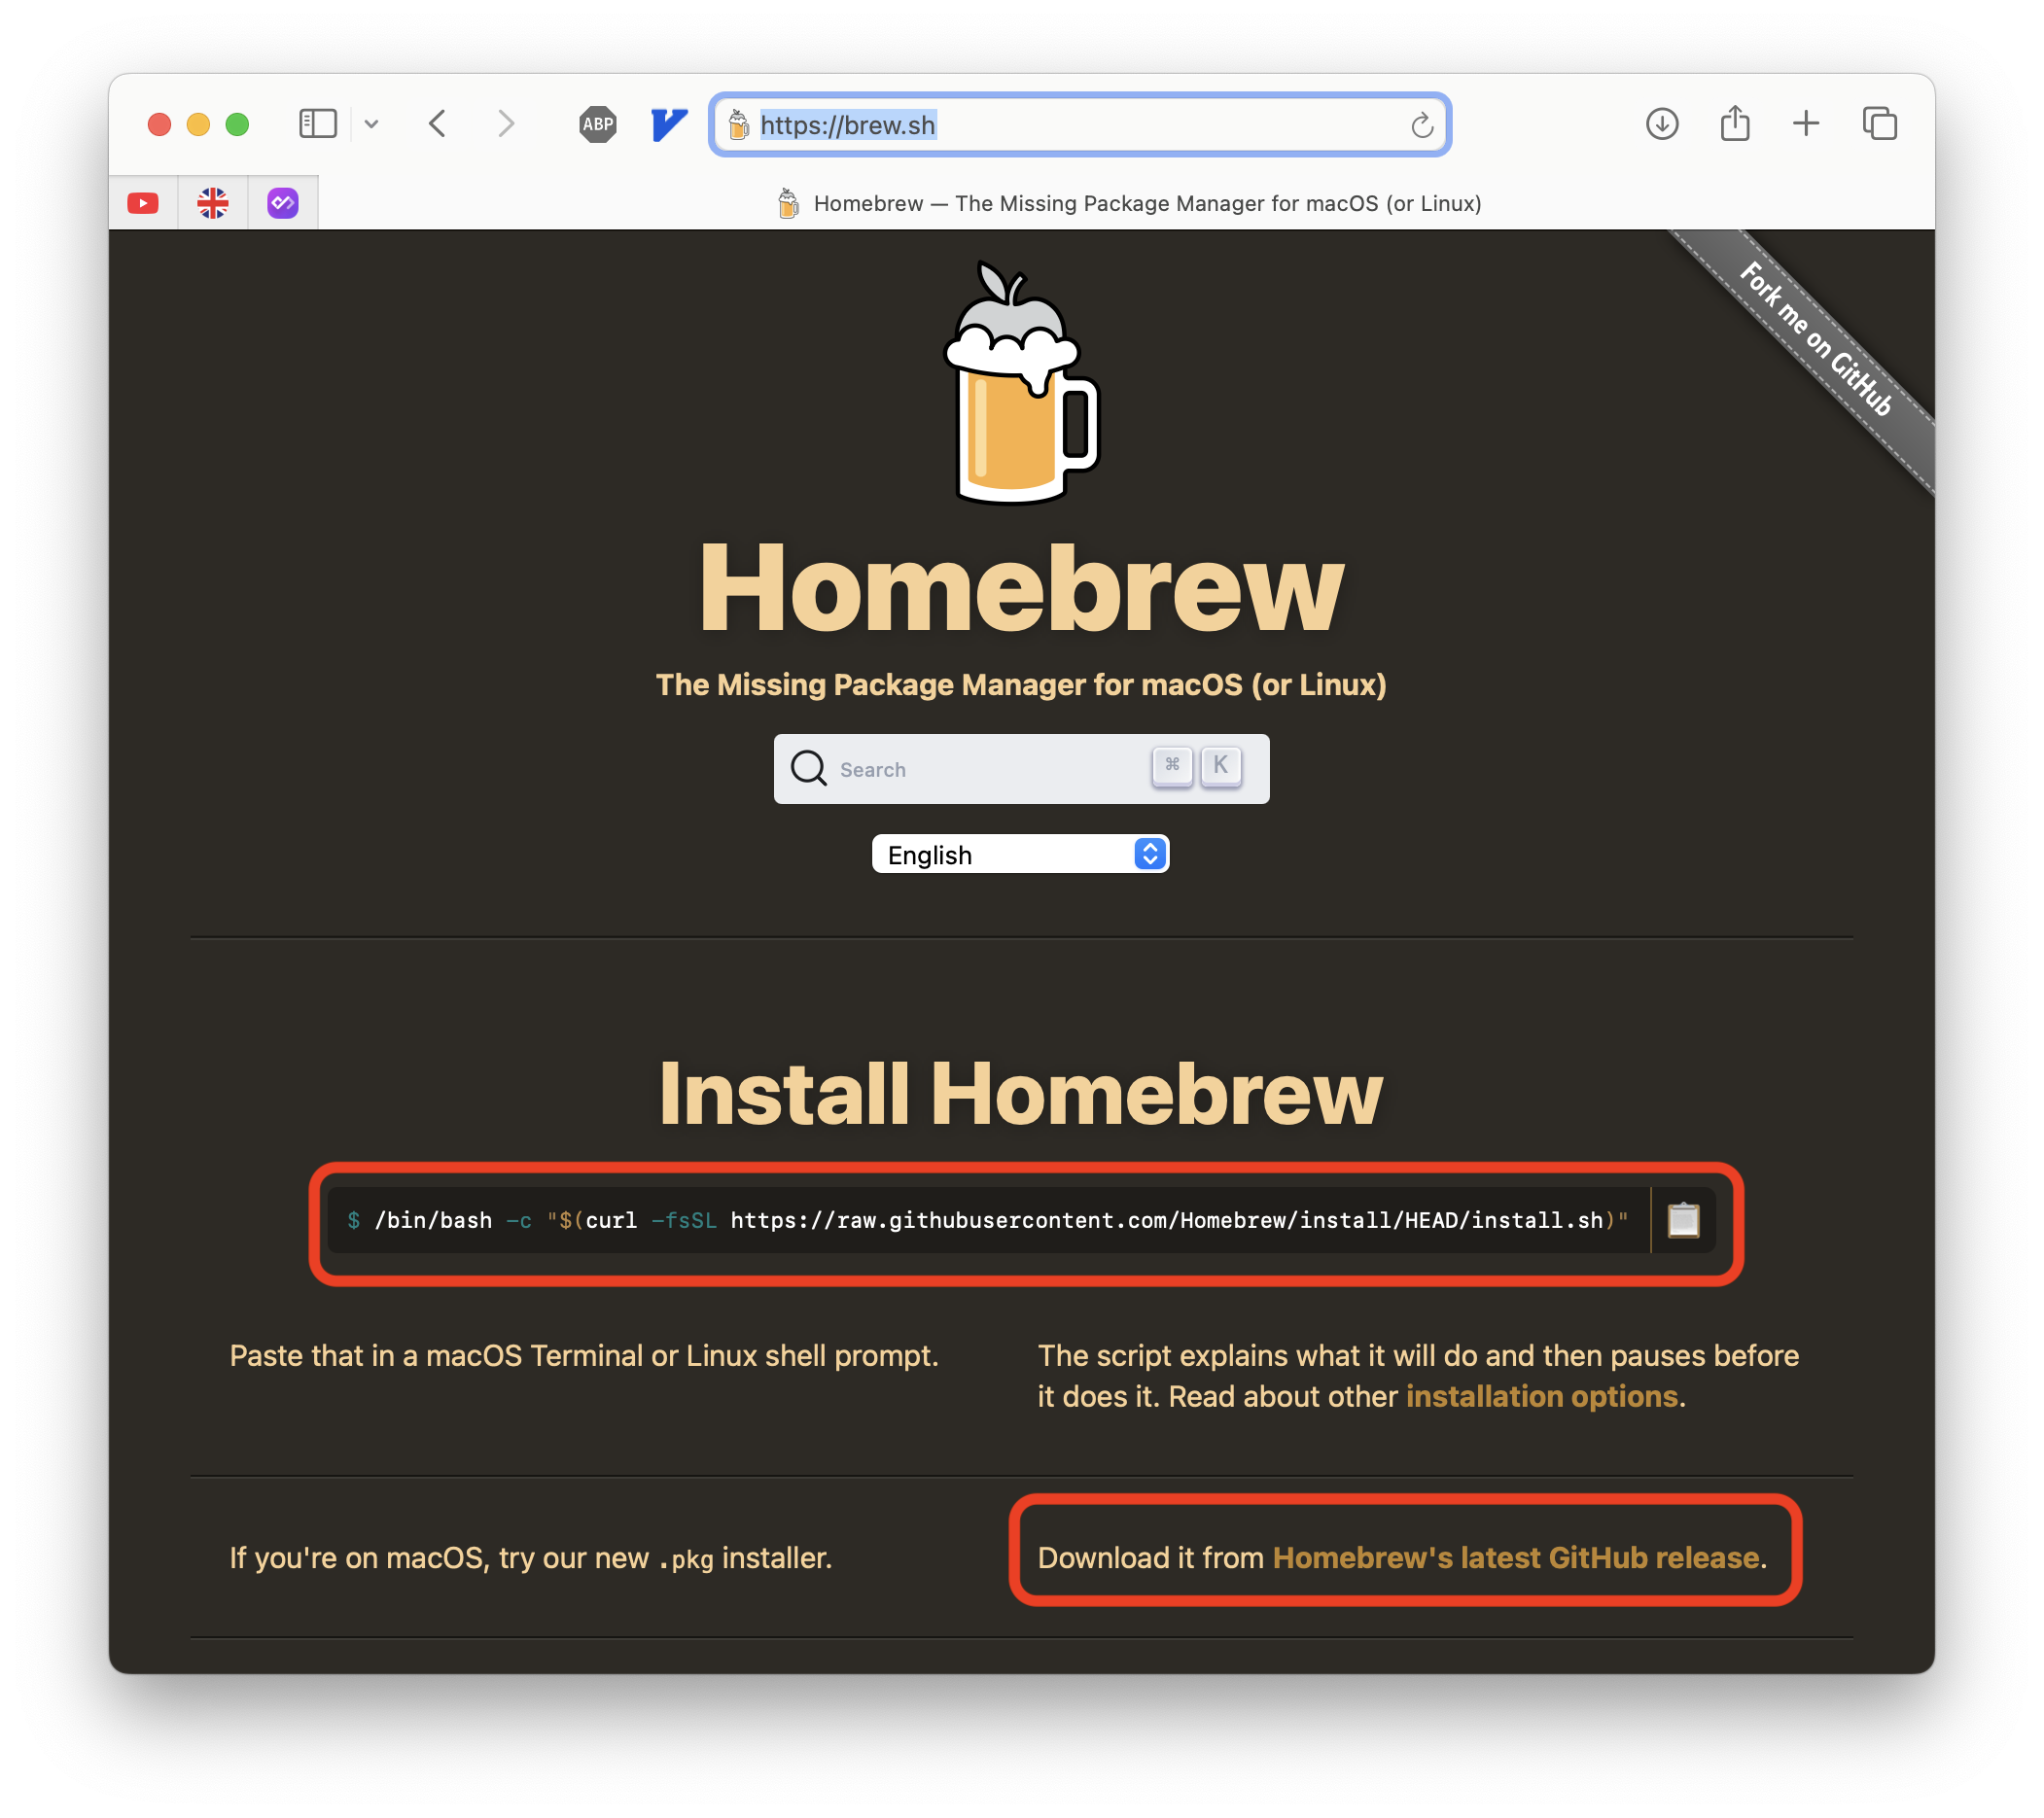 ABP
https://brew.sh
Homebrew — The Missing Package Manager for macOS (or Linux)
Fork me on GitHub
Homebrew
The Missing Package Manager for macOS (or Linux)
Search ⌘ K
English
Install Homebrew
$ /bin/bash -c "$(curl -fsSL https://raw.githubusercontent.com/Homebrew/install/HEAD/install.sh)"
Paste that in a macOS Terminal or Linux shell prompt.
The script explains what it will do and then pauses before
it does it. Read about other installation options.
If you're on macOS, try our new .pkg installer.
Download it from Homebrew's latest GitHub release.